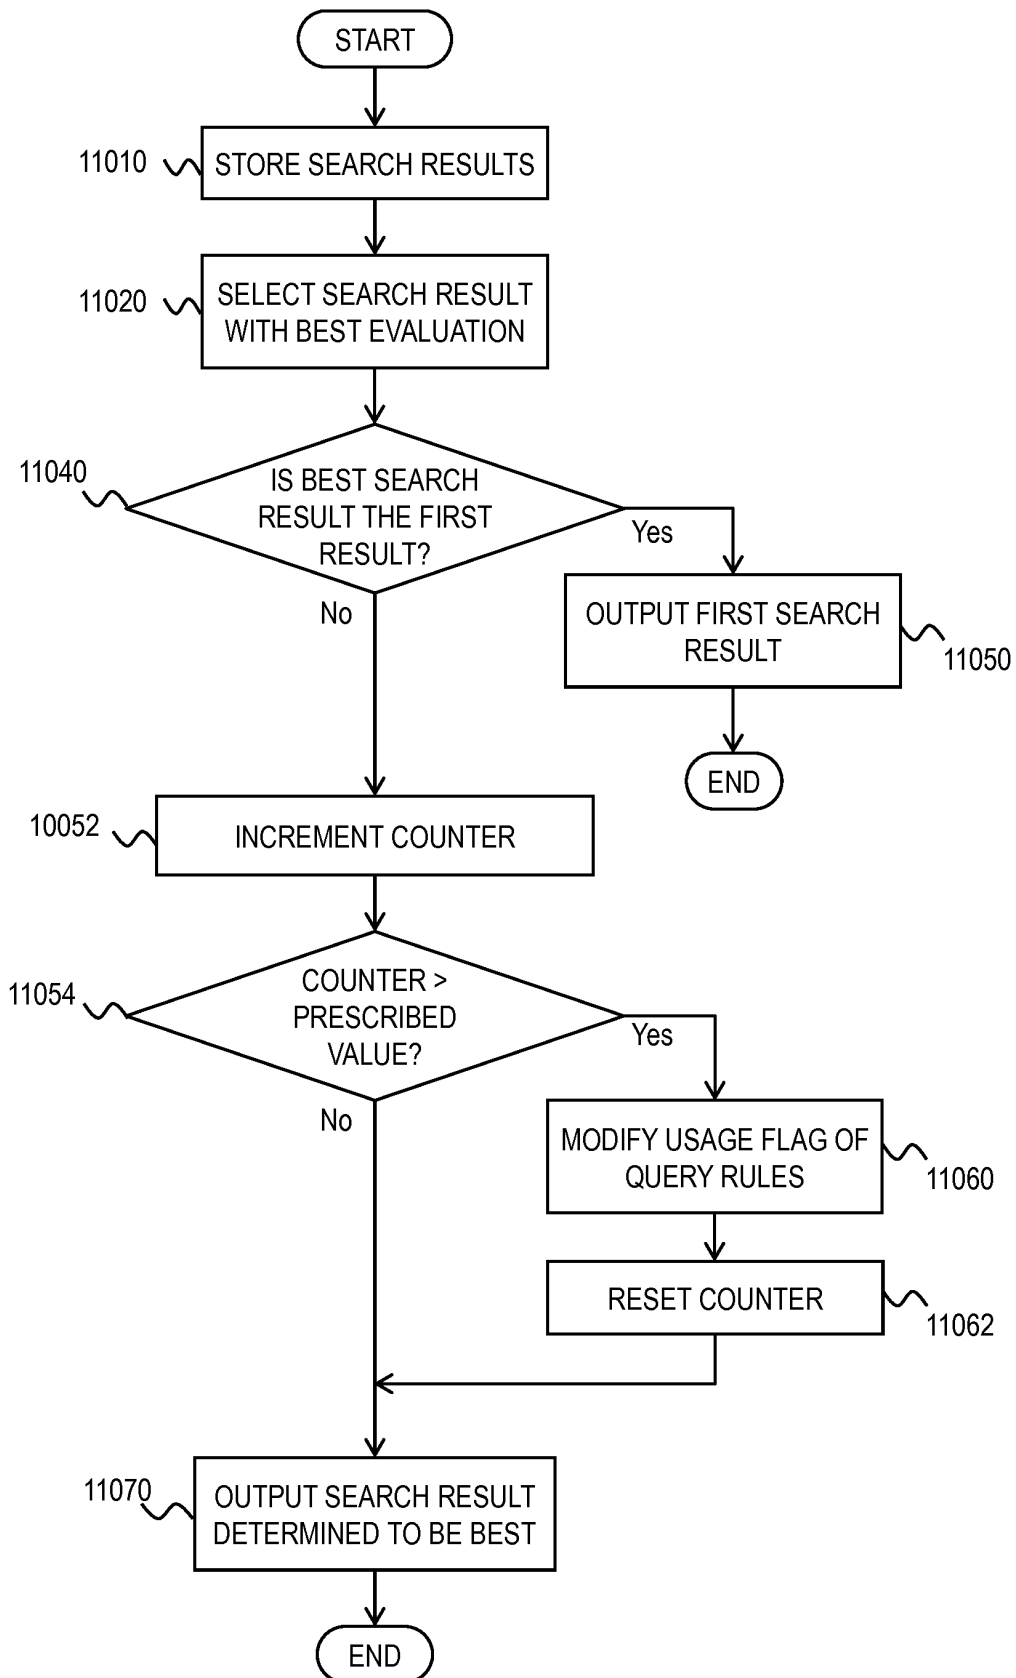 START
11010
STORE SEARCH RESULTS
11020
SELECT SEARCH RESULT
WITH BEST EVALUATION
11040
IS BEST SEARCH
RESULT THE FIRST
RESULT?
Yes
No
OUTPUT FIRST SEARCH
RESULT
11050
END
10052
INCREMENT COUNTER
11054
COUNTER >
PRESCRIBED
VALUE?
Yes
No
MODIFY USAGE FLAG OF
QUERY RULES
11060
RESET COUNTER
11062
11070
OUTPUT SEARCH RESULT
DETERMINED TO BE BEST
END